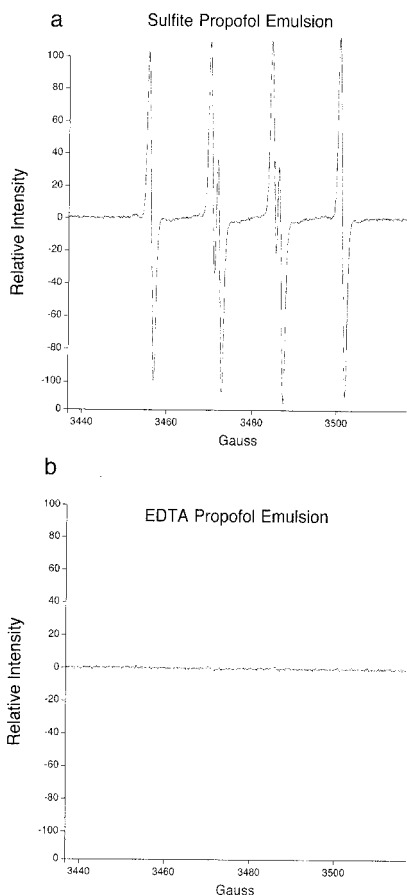 a
Sulfite Propofol Emulsion
100
80
60
40
20
0
-20
-40
-60
-80
-100
0
Relative Intensity
3440 3460 3480 3500
Gauss
b
EDTA Propofol Emulsion
100
80
60
40
20
0
-20
-40
-60
-80
-100
0
Relative Intensity
3440 3460 3480 3500
Gauss